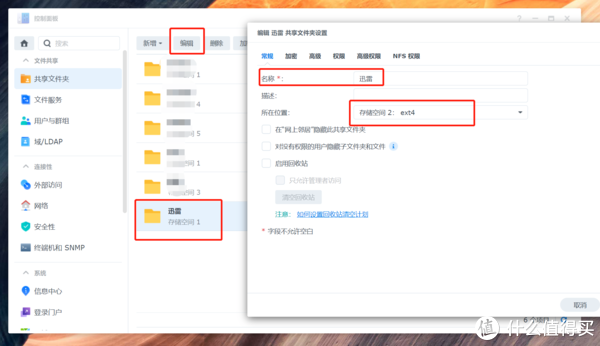 控制面板
搜索
新增
编辑
删除
加
文件共享
共享文件夹
文件服务
用户与群组
域/LDAP
连接性
外部访问
网络
安全性
终端机和 SNMP
系统
信息中心
登录门户
1
4
5
1
3
迅雷
存储空间 1
6 个
编辑 迅雷 共享文件夹设置
常规 加密 高级 权限 高级权限 NFS 权限
名称 *: 迅雷
描述:
所在位置: 存储空间 2: ext4
在"网上邻居"隐藏此共享文件夹
对没有权限的用户隐藏子文件夹和文件
启用回收站
只允许管理者访问
清空回收站
注意: 如何设置回收站清空计划
* 字段不允许空白
取消
值 什么值得买